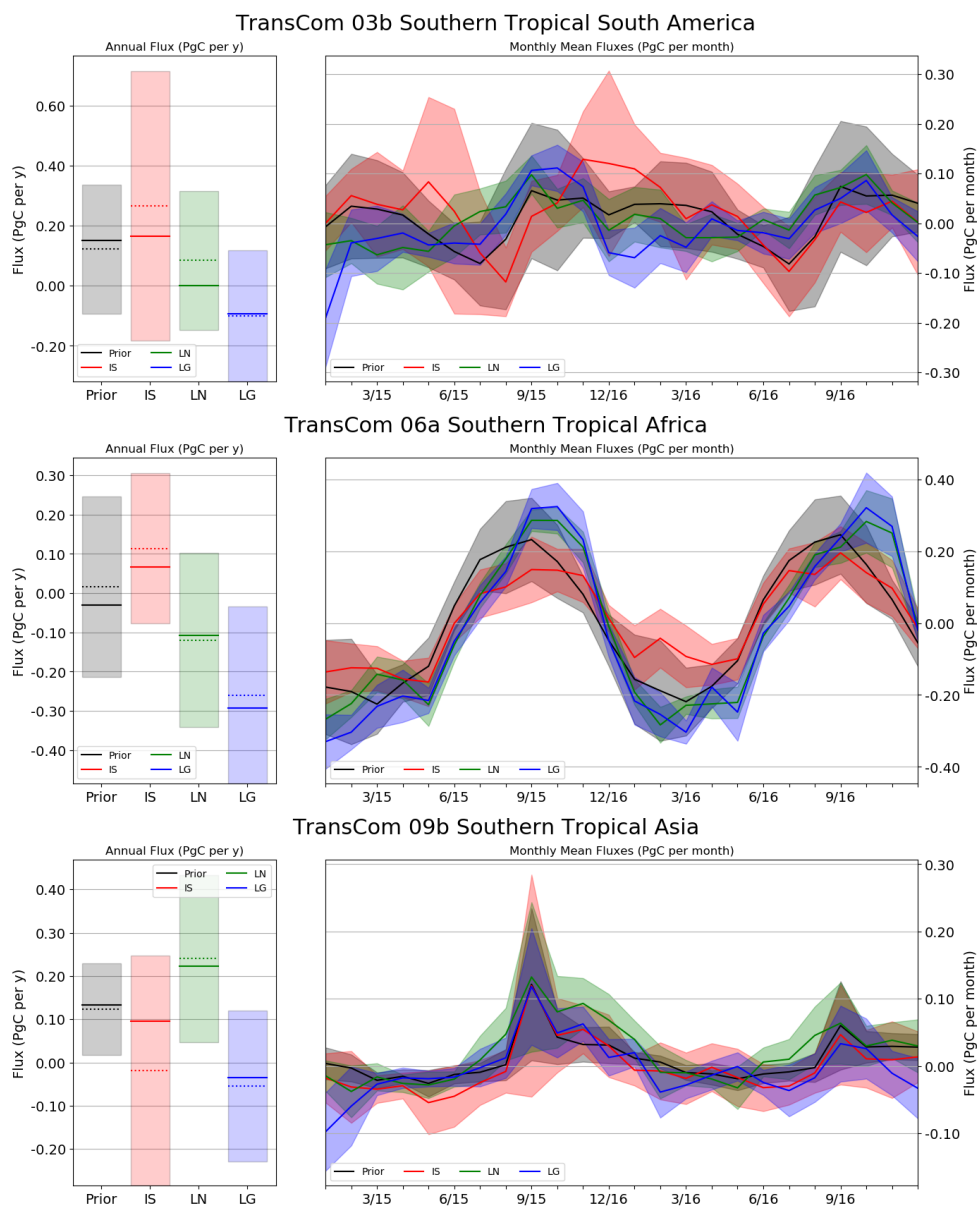 TransCom 03b Southern Tropical South America
Annual Flux (PgC per y)
Monthly Mean Fluxes (PgC per month)
Flux (PgC per y)
0.60
0.40
0.20
0.00
-0.20
Prior
IS
LN
LG
Prior IS LN LG
0.30
0.20
0.10
0.00
-0.10
-0.20
-0.30
Flux (PgC per month)
Prior IS LN LG
3/15 6/15 9/15 12/16 3/16 6/16 9/16
TransCom 06a Southern Tropical Africa
Annual Flux (PgC per y)
Monthly Mean Fluxes (PgC per month)
Flux (PgC per y)
0.30
0.20
0.10
0.00
-0.10
-0.20
-0.30
-0.40
Prior
IS
LN
LG
Prior IS LN LG
0.40
0.20
0.00
-0.20
-0.40
Flux (PgC per month)
Prior IS LN LG
3/15 6/15 9/15 12/16 3/16 6/16 9/16
TransCom 09b Southern Tropical Asia
Annual Flux (PgC per y)
Monthly Mean Fluxes (PgC per month)
Flux (PgC per y)
0.40
0.30
0.20
0.10
0.00
-0.10
-0.20
Prior
IS
LN
LG
Prior IS LN LG
0.30
0.20
0.10
0.00
-0.10
Flux (PgC per month)
Prior IS LN LG
3/15 6/15 9/15 12/16 3/16 6/16 9/16